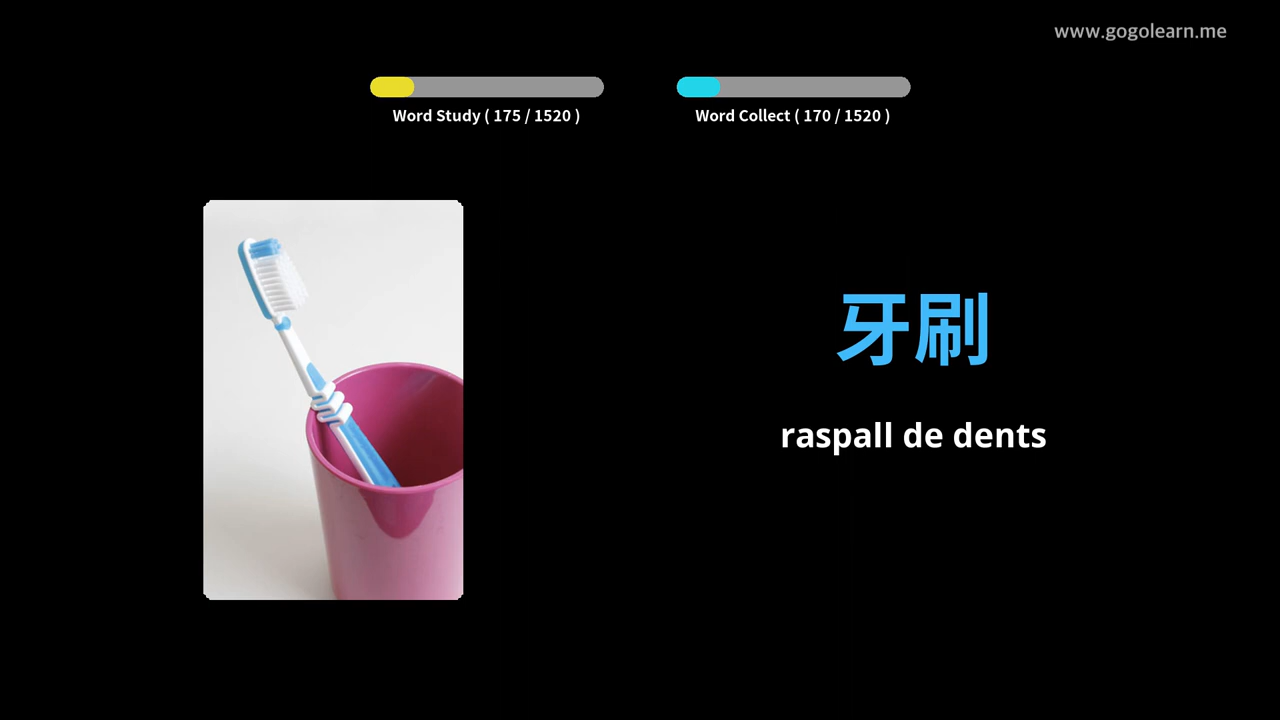 www.gogolearn.me
Word Study ( 175 / 1520 )
Word Collect ( 170 / 1520 )
牙刷
raspall de dents